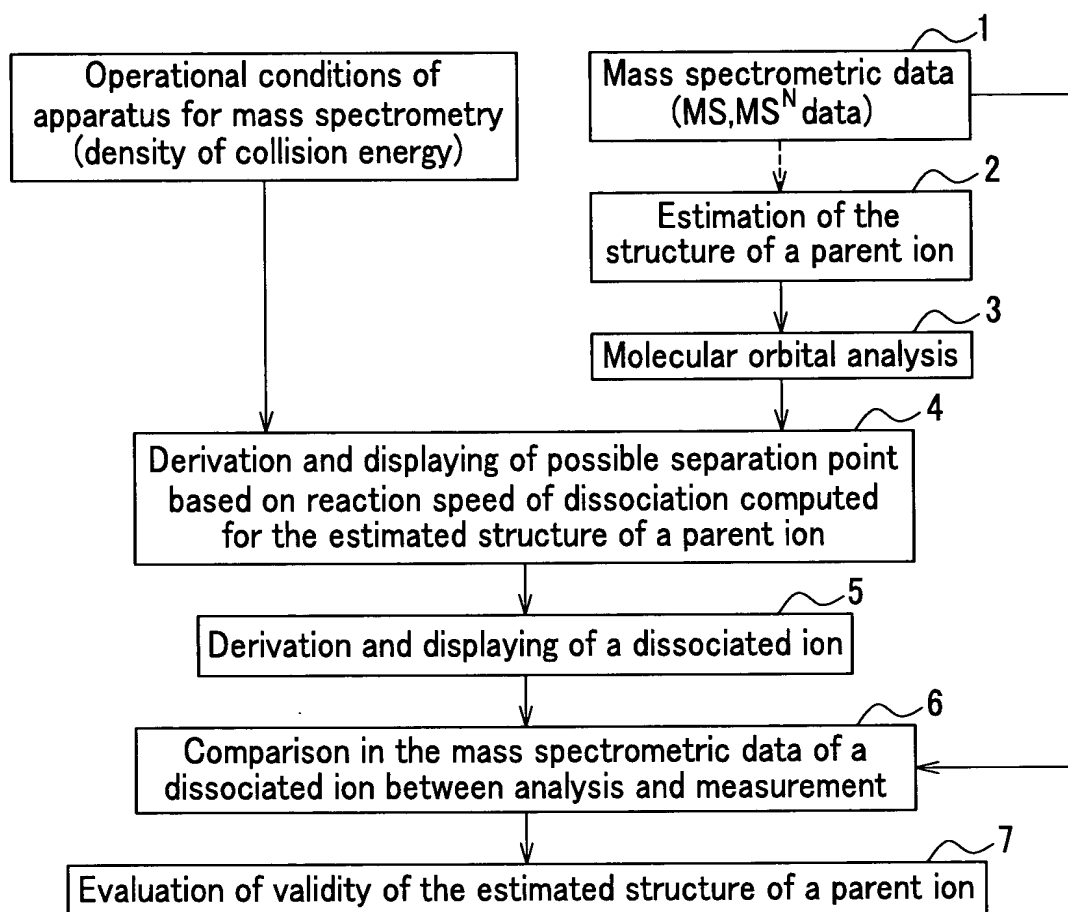 Operational conditions of
apparatus for mass spectrometry
(density of collision energy)
1
Mass spectrometric data
(MS,MS^N data)
2
Estimation of the
structure of a parent ion
3
Molecular orbital analysis
4
Derivation and displaying of possible separation point
based on reaction speed of dissociation computed
for the estimated structure of a parent ion
5
Derivation and displaying of a dissociated ion
6
Comparison in the mass spectrometric data of a
dissociated ion between analysis and measurement
7
Evaluation of validity of the estimated structure of a parent ion